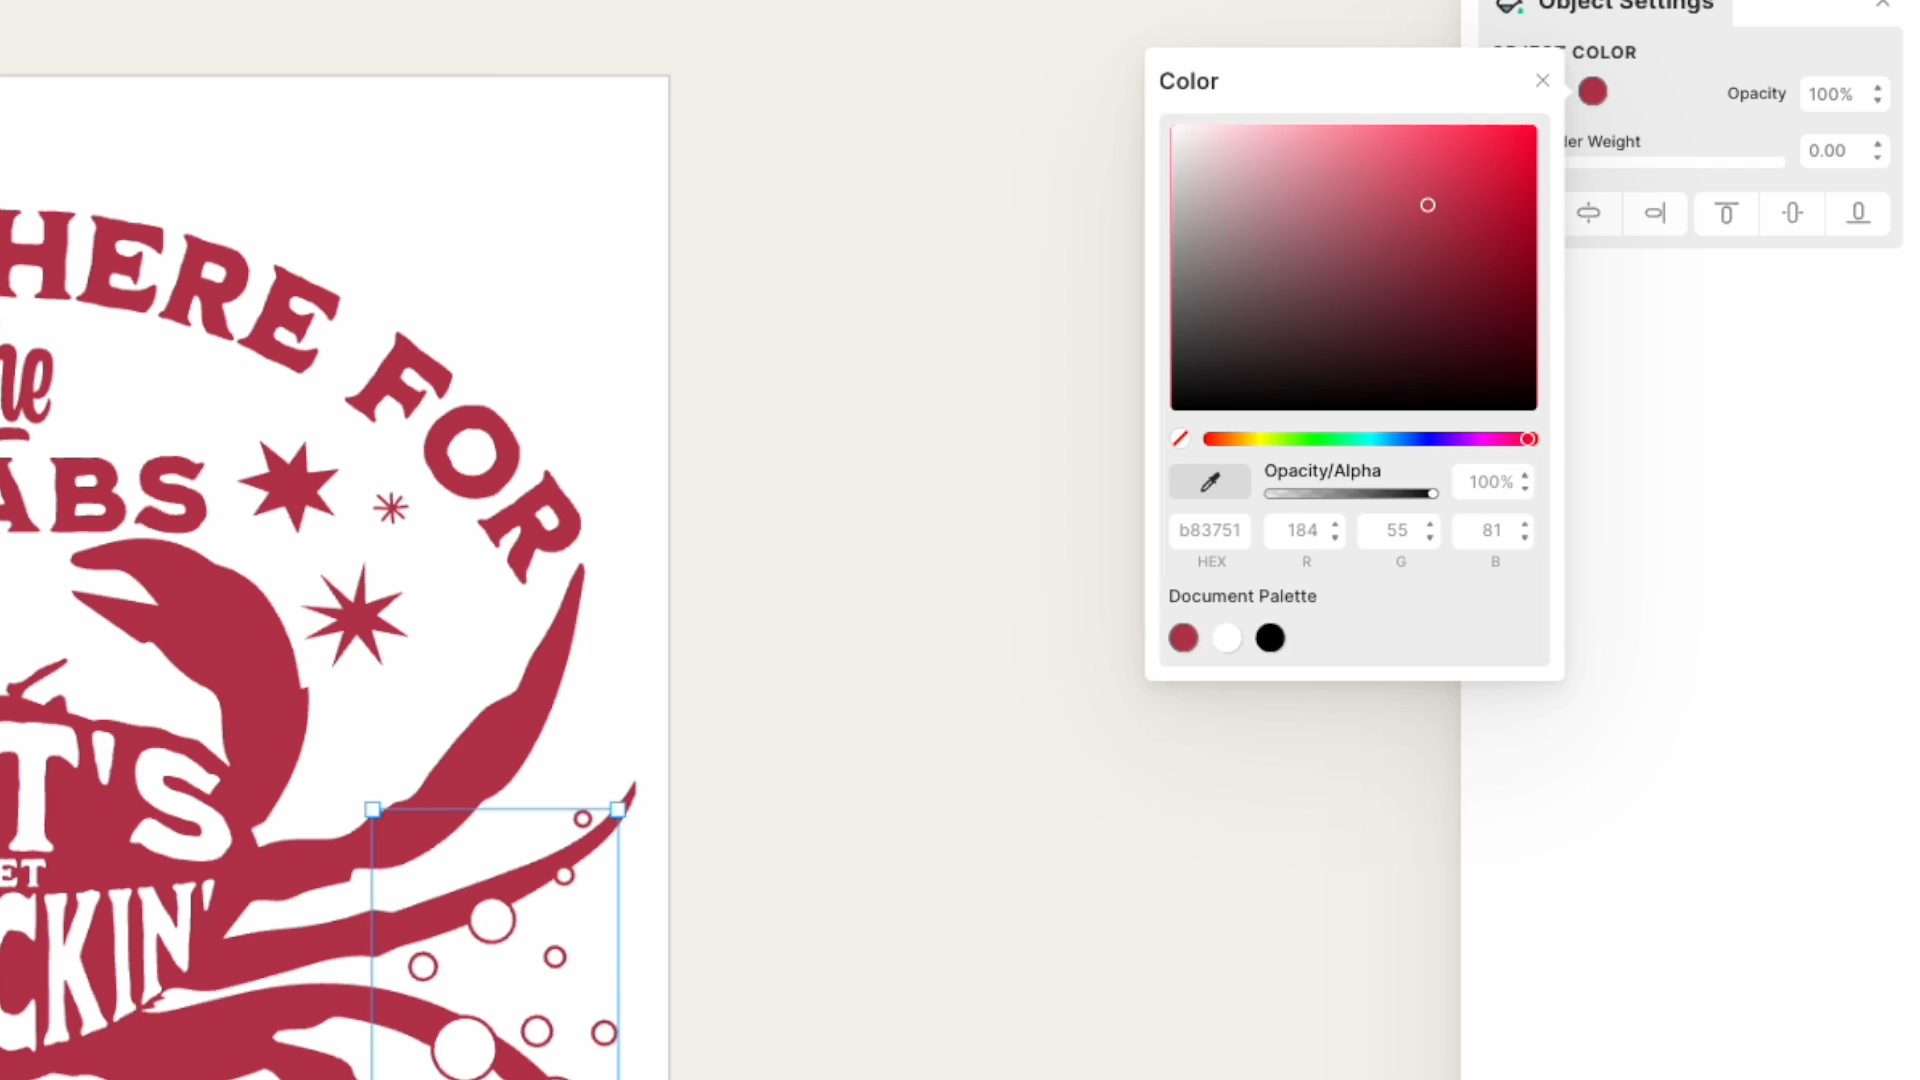 Object Settings
COLOR
Opacity
100%
Weight
0.00
Color
Opacity/Alpha
100%
b83751
184
55
81
HEX
R
G
B
Document Palette
HERE FOR
ABS
T'S
ET
CKIN'